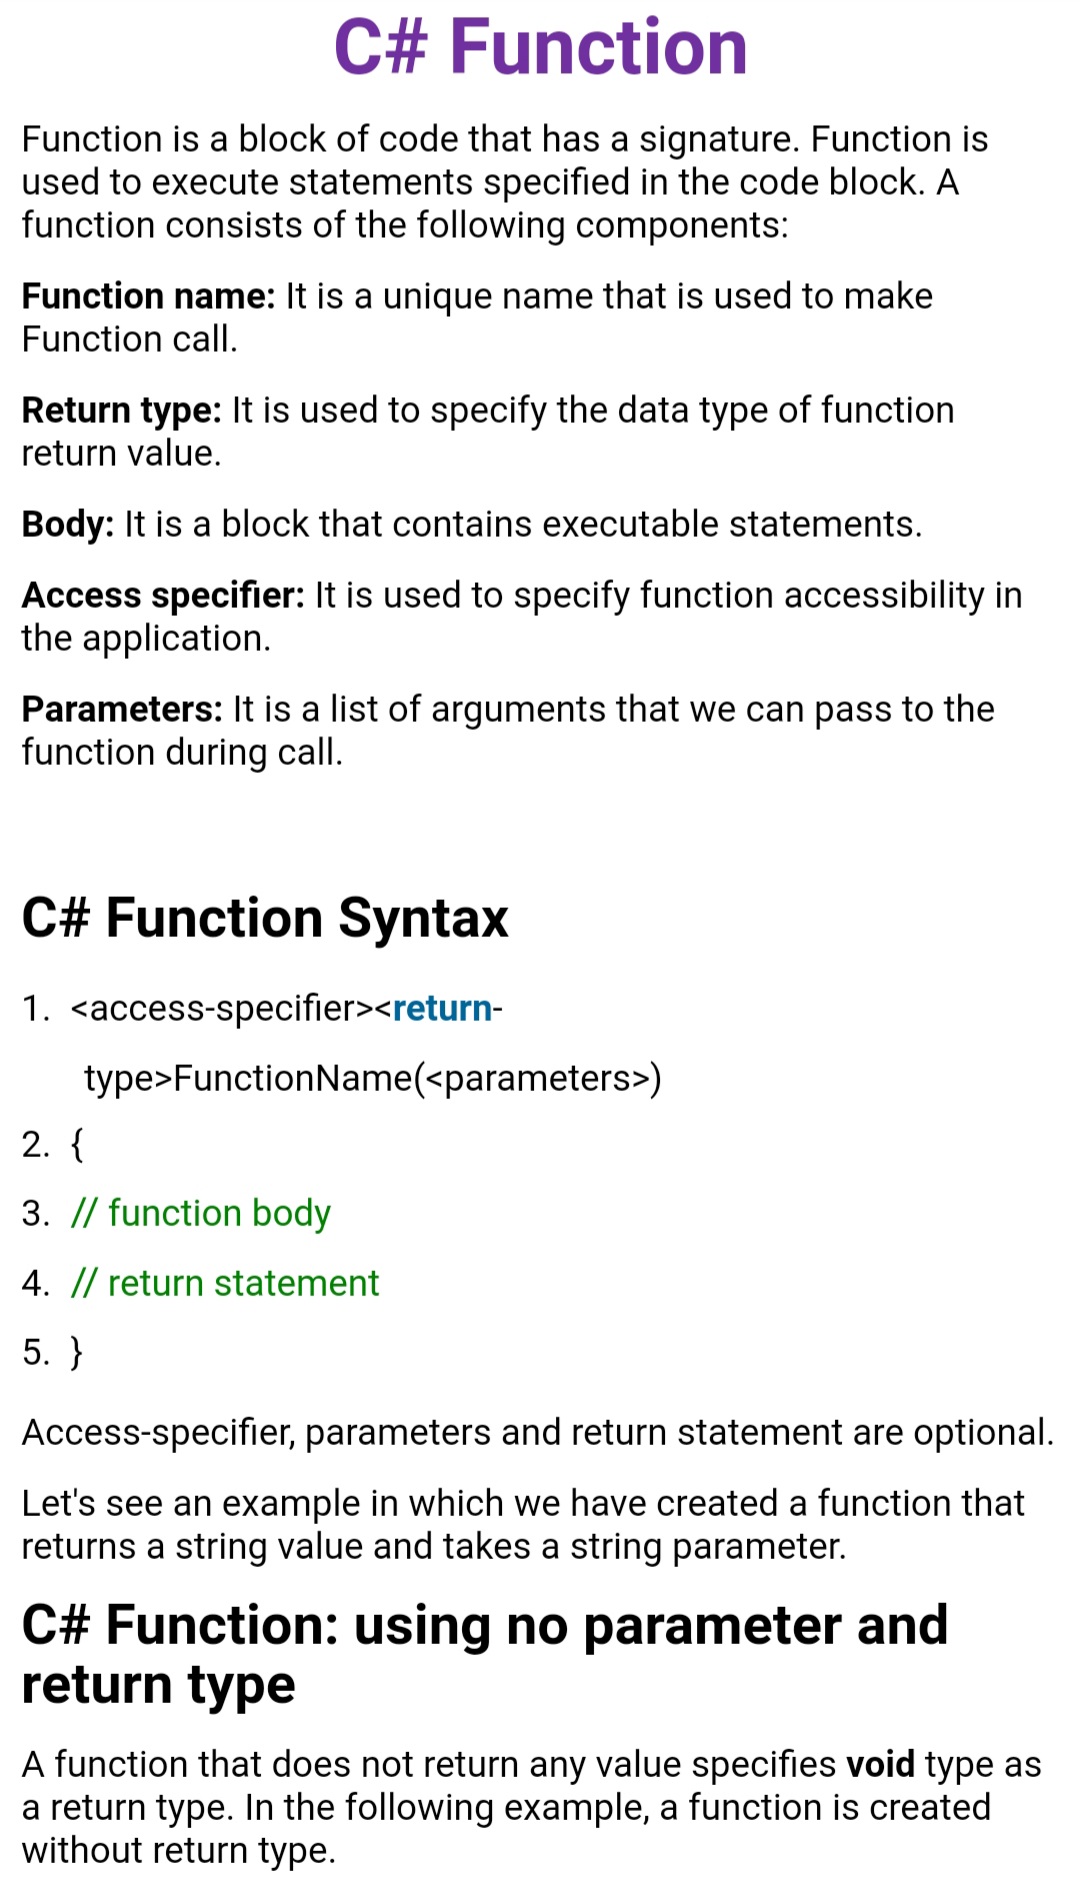 C# Function
Function is a block of code that has a signature. Function is
used to execute statements specified in the code block. A
function consists of the following components:
Function name: It is a unique name that is used to make
Function call.
Return type: It is used to specify the data type of function
return value.
Body: It is a block that contains executable statements.
Access specifier: It is used to specify function accessibility in
the application.
Parameters: It is a list of arguments that we can pass to the
function during call.
C# Function Syntax
1. <access-specifier><return-
type>FunctionName(<parameters>)
2. {
3. // function body
4. // return statement
5. }
Access-specifier, parameters and return statement are optional.
Let's see an example in which we have created a function that
returns a string value and takes a string parameter.
C# Function: using no parameter and
return type
A function that does not return any value specifies void type as
a return type. In the following example, a function is created
without return type.